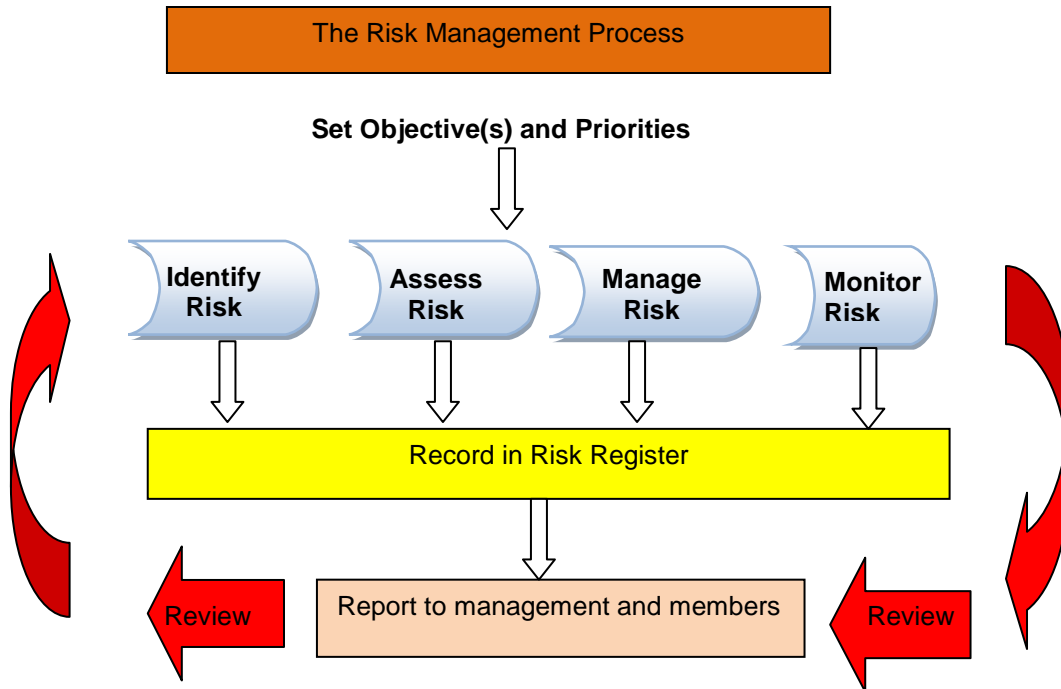 The Risk Management Process
Set Objective(s) and Priorities
Identify
Risk
Assess
Risk
Manage
Risk
Monitor
Risk
Record in Risk Register
Report to management and members
Review
Review